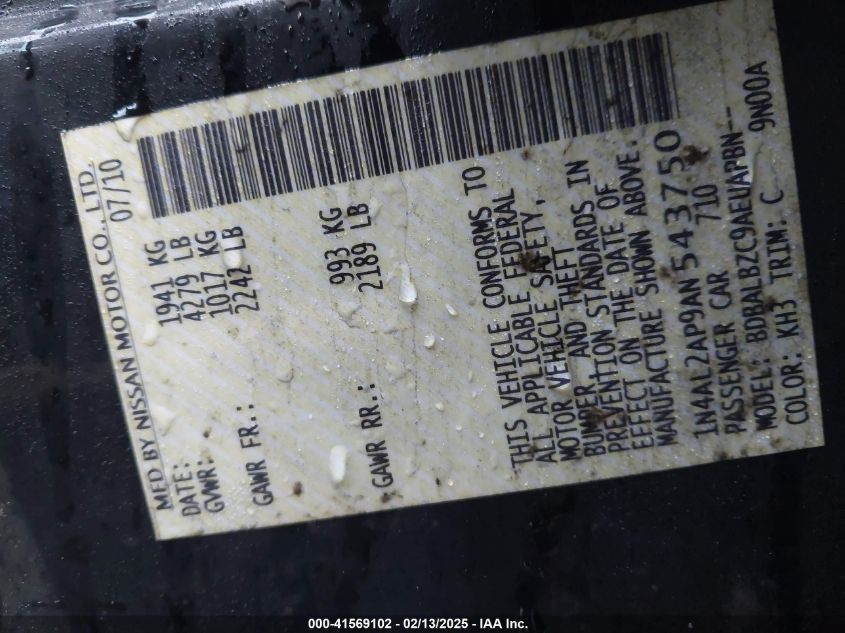 MFD BY NISSAN MOTOR CO., LTD.
DATE: 07/10
GVWR: 1941 KG
4279 LB
GAWR FR.: 1017 KG
2242 LB
GAWR RR.: 993 KG
2189 LB
THIS VEHICLE CONFORMS TO
ALL APPLICABLE FEDERAL
MOTOR VEHICLE SAFETY,
BUMPER AND THEFT
PREVENTION STANDARDS IN
EFFECT ON THE DATE OF
MANUFACTURE SHOWN ABOVE.
1N4AL2AP9AN543750
PASSENGER CAR 710
MODEL: BDBALBZC9AEUAPBN---
COLOR: KH3 TRIM: C 9N00A
000-41569102 - 02/13/2025 - IAA Inc.